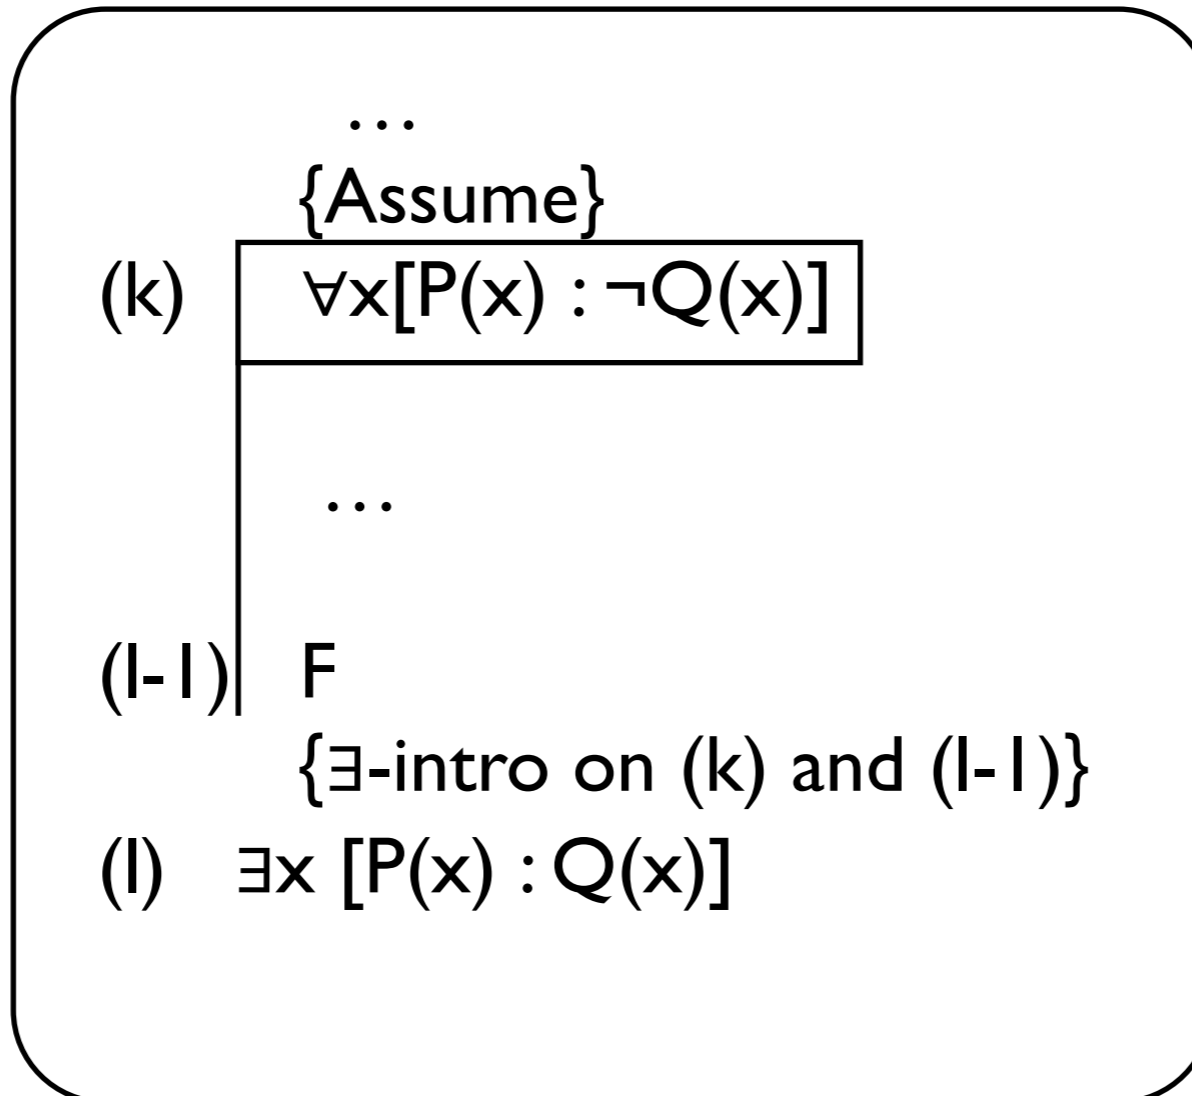 …
{Assume}
(k) ∀x[P(x) : ¬Q(x)]
…
(l-1) F
{∃-intro on (k) and (l-1)}
(l) ∃x [P(x) : Q(x)]